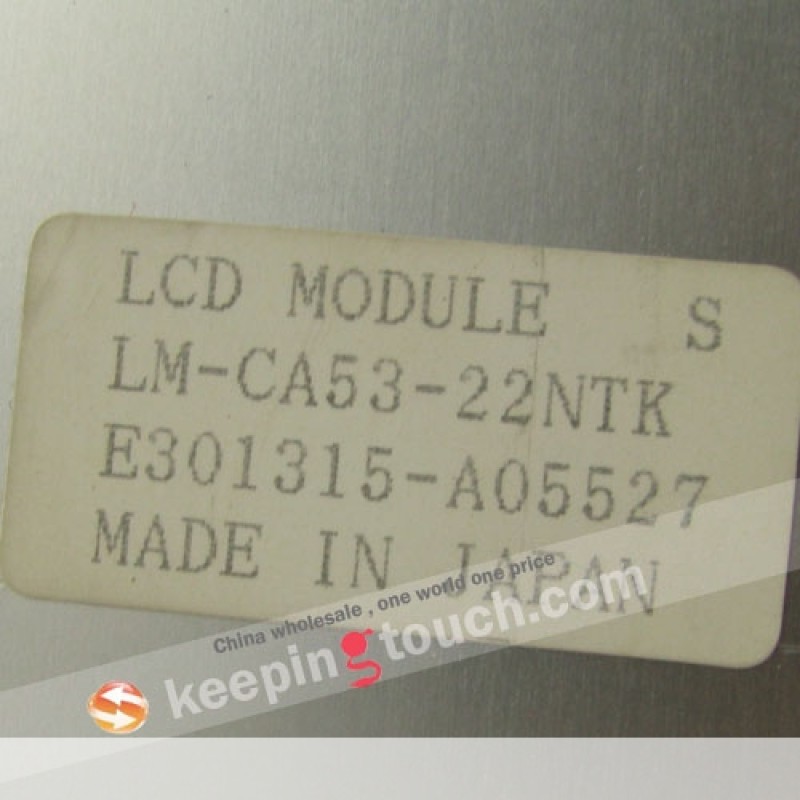 LCD MODULE S
LM-CA53-22NTK
E301315-A05527
MADE IN JAPAN
China wholesale , one world one price
keepingtouch.com